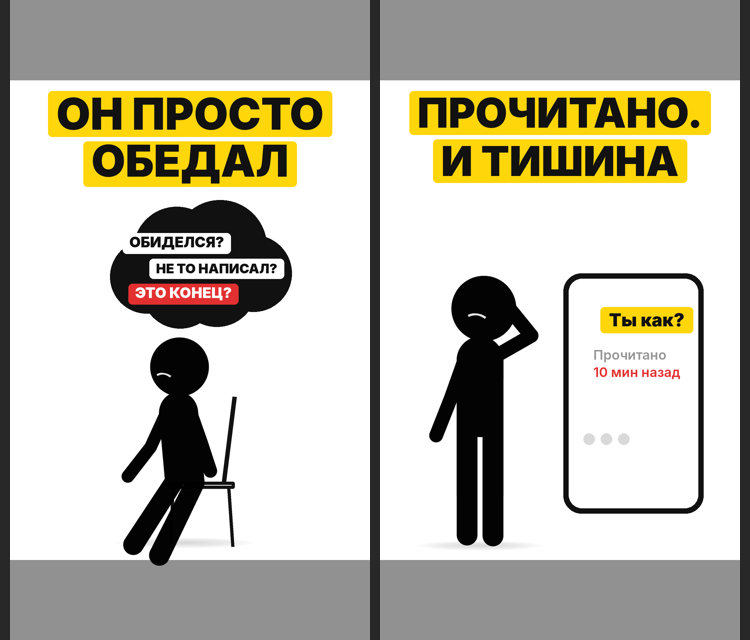 ОН ПРОСТО
ОБЕДАЛ
ОБИДЕЛСЯ?
НЕ ТО НАПИСАЛ?
ЭТО КОНЕЦ?
ПРОЧИТАНО.
И ТИШИНА
Ты как?
Прочитано
10 мин назад